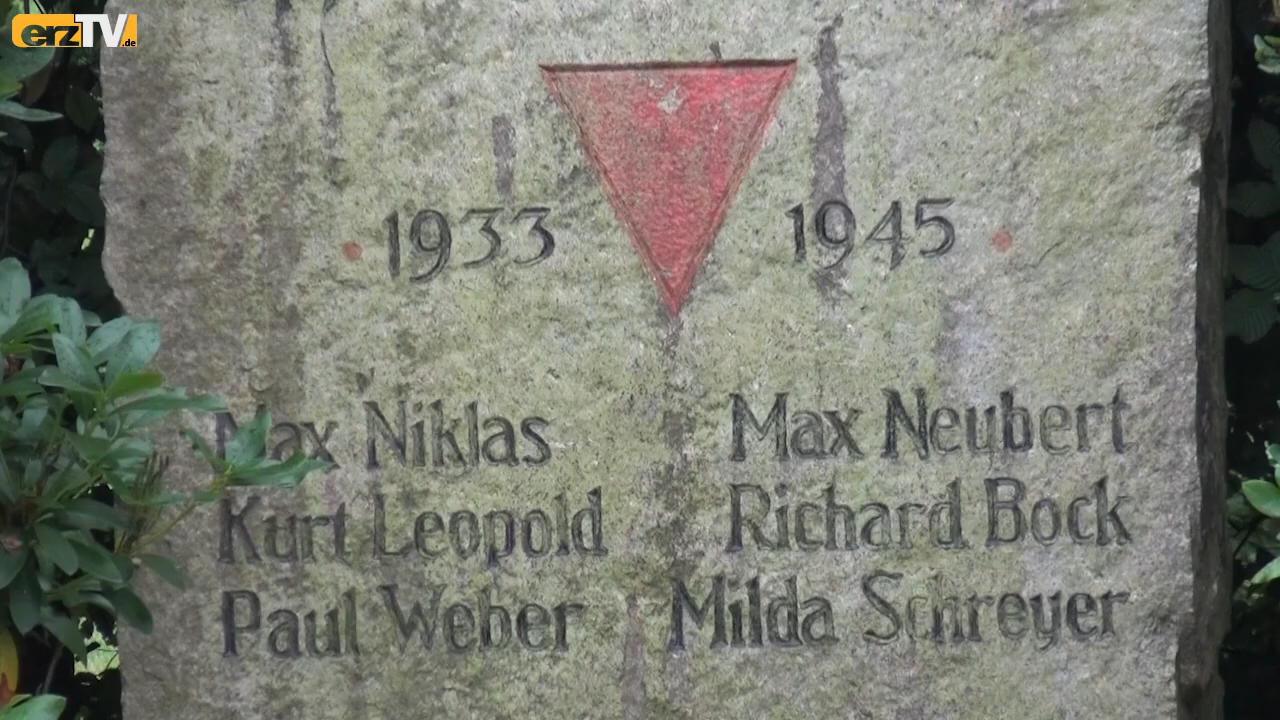 erzTV.de
1933 1945
Max Niklas Max Neubert
Kurt Leopold Richard Bock
Paul Weber Milda Schreyer